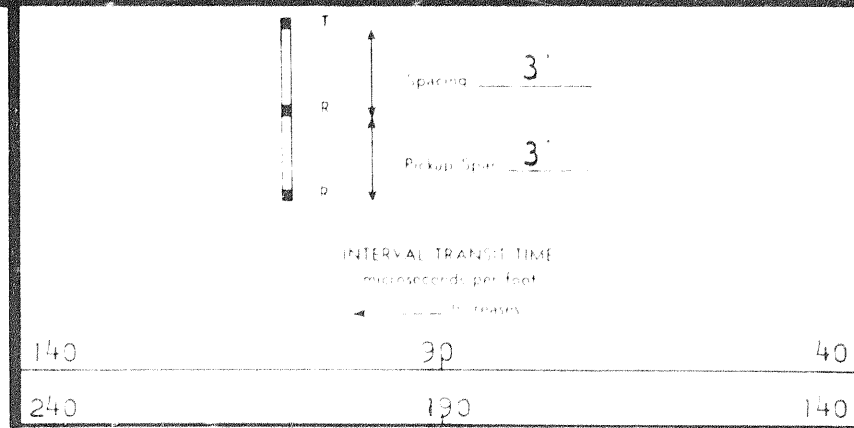 T
Spacing 3'
R
Pickup Span 3'
R
INTERVAL TRANSIT TIME
microseconds per foot
140 90 40
240 190 140